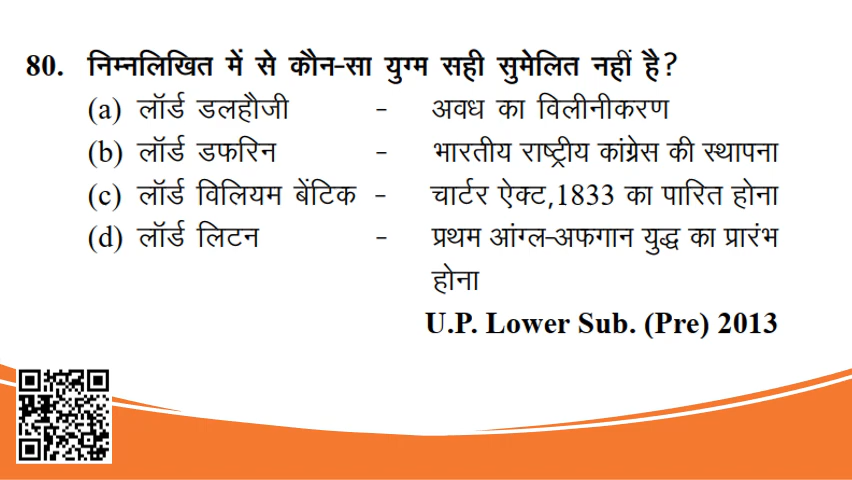 80. निम्नलिखित में से कौन-सा युग्म सही सुमेलित नहीं है?
(a) लॉर्ड डलहौजी - अवध का विलीनीकरण
(b) लॉर्ड डफरिन - भारतीय राष्ट्रीय कांग्रेस की स्थापना
(c) लॉर्ड विलियम बेंटिक - चार्टर ऐक्ट,1833 का पारित होना
(d) लॉर्ड लिटन - प्रथम आंग्ल-अफगान युद्ध का प्रारंभ
होना
U.P. Lower Sub. (Pre) 2013